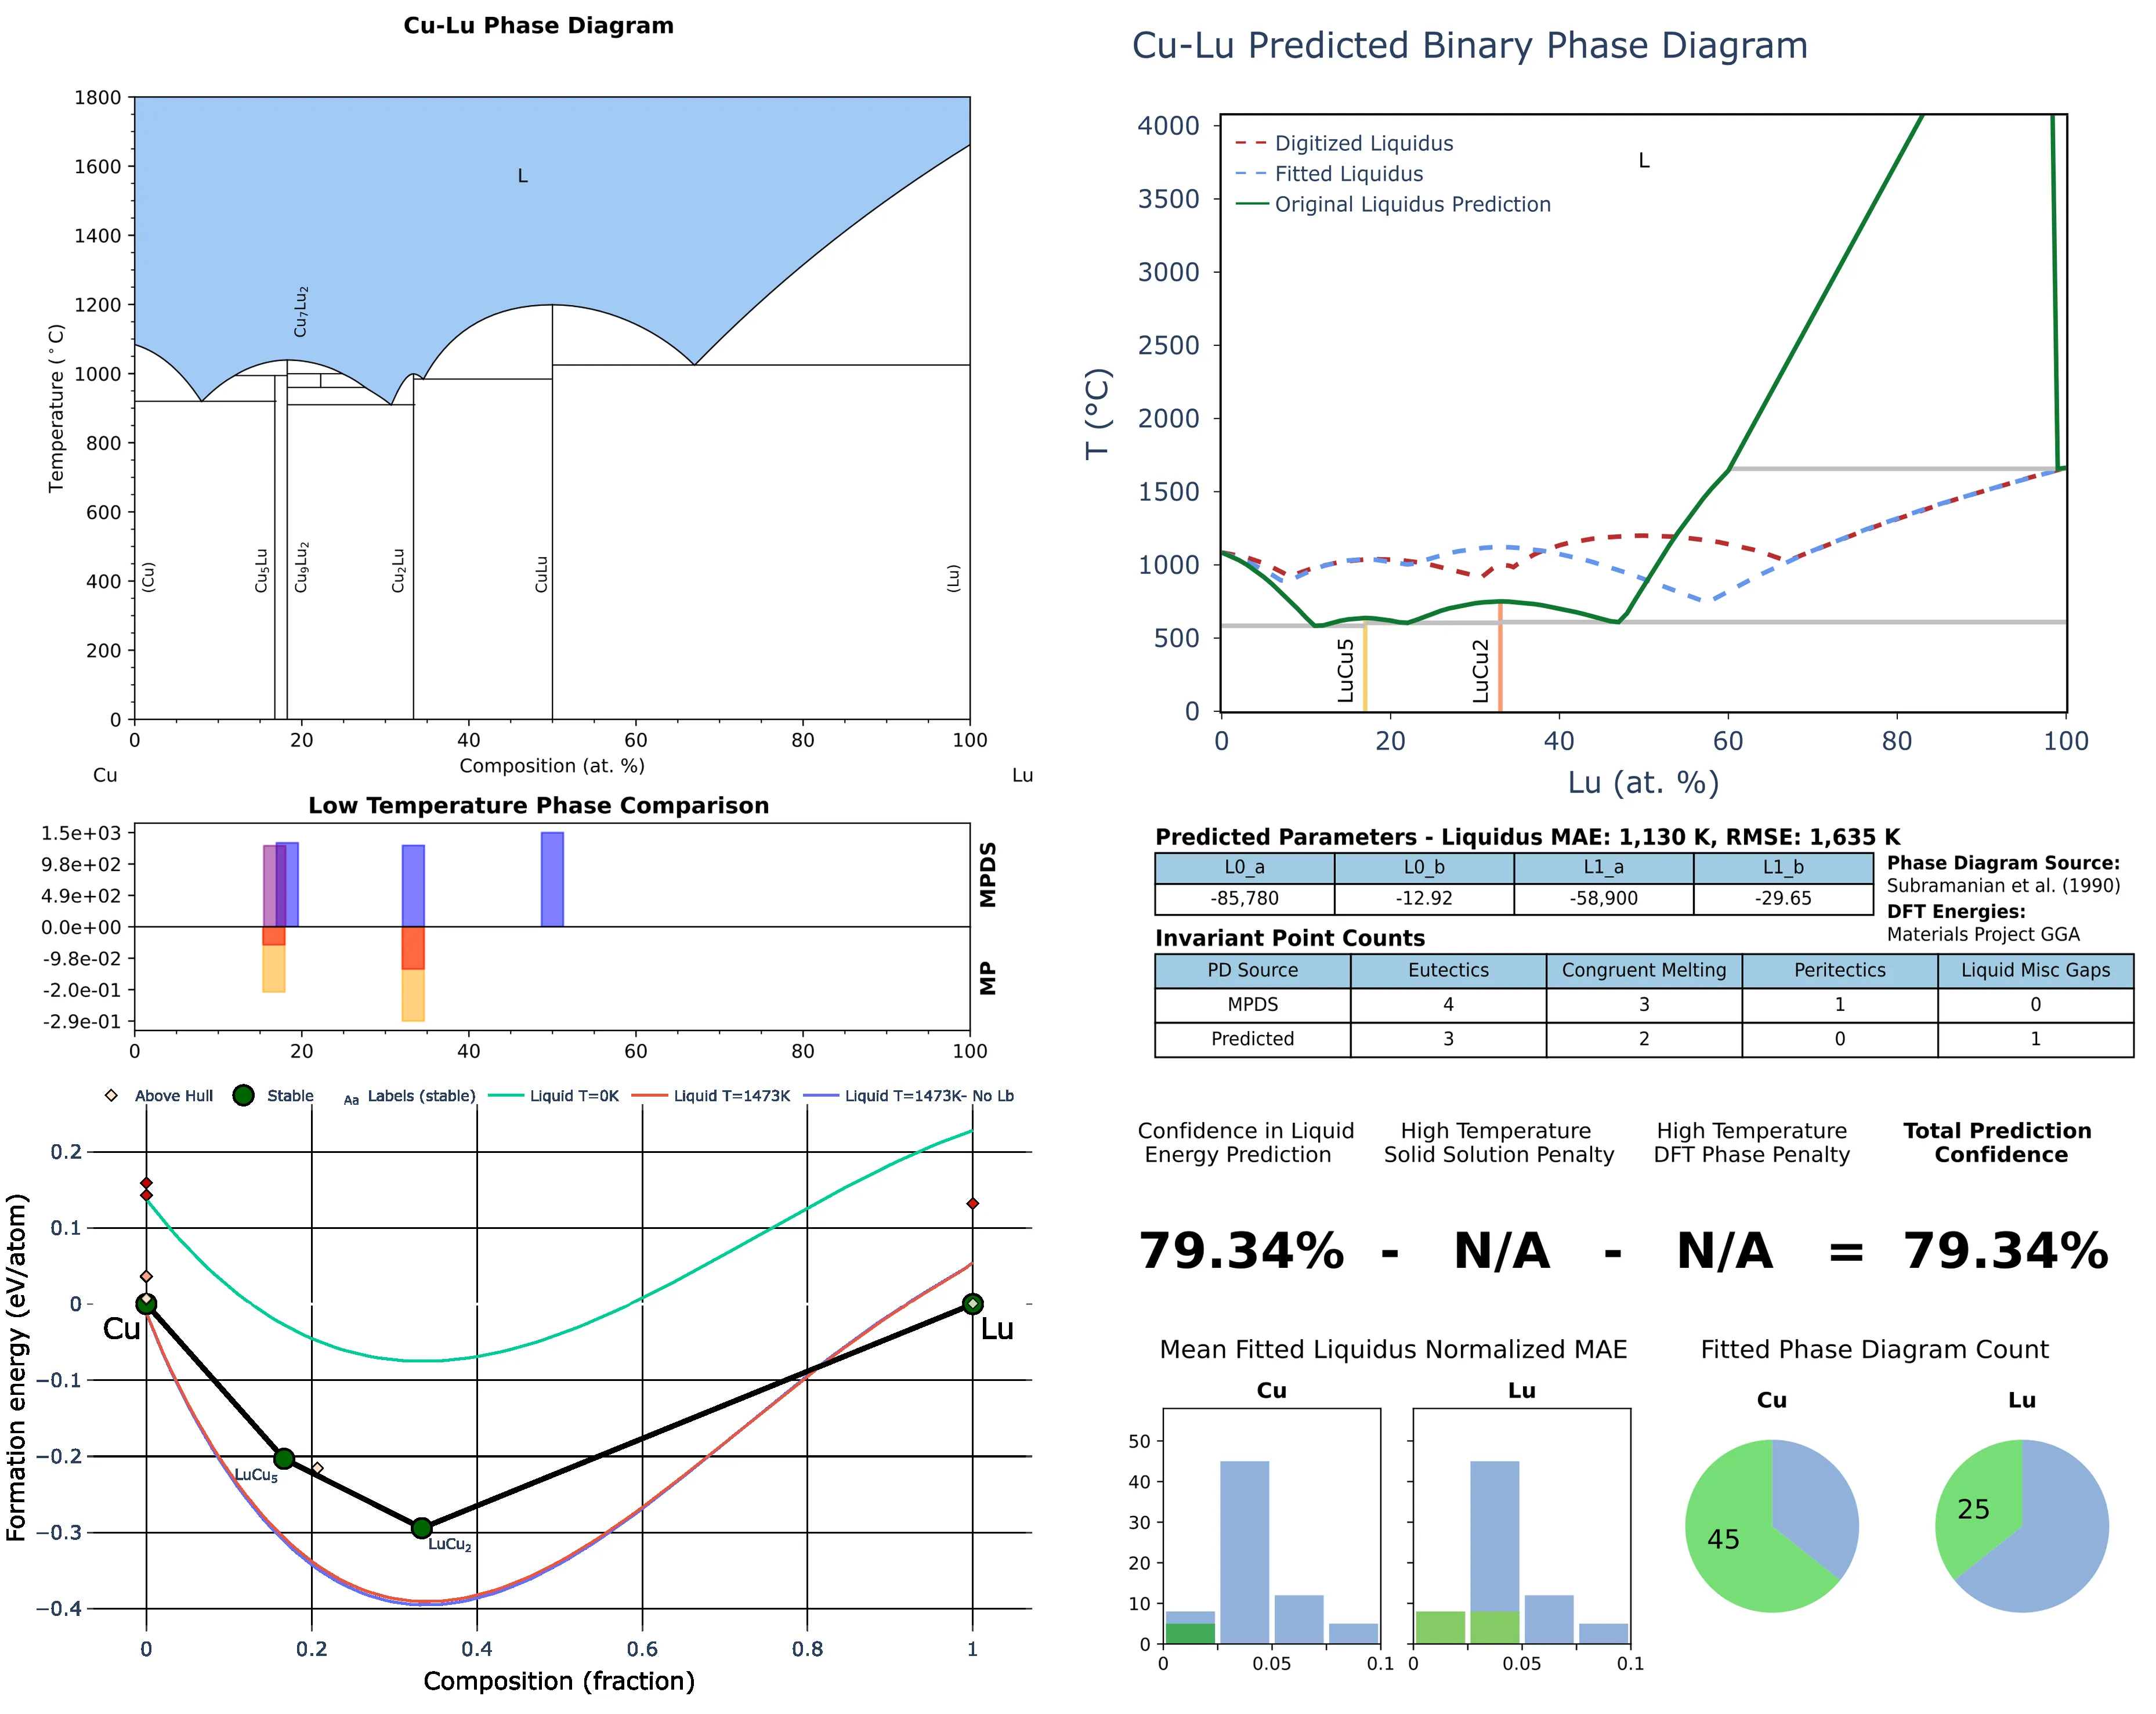 Cu-Lu Phase Diagram
1800
1600
1400
1200
1000
800
600
400
200
0
Temperature (°C)
L
Cu7Lu2
(Cu)
Cu5Lu
Cu9Lu2
Cu2Lu
CuLu
(Lu)
0 20 40 60 80 100
Composition (at. %)
Cu Lu
Cu-Lu Predicted Binary Phase Diagram
4000
3500
3000
2500
2000
1500
1000
500
0
T (°C)
Digitized Liquidus
Fitted Liquidus
Original Liquidus Prediction
L
LuCu5
LuCu2
0 20 40 60 80 100
Lu (at. %)
Low Temperature Phase Comparison
1.5e+03
9.8e+02
4.9e+02
0.0e+00
-9.8e-02
-2.0e-01
-2.9e-01
MPDS
MP
0 20 40 60 80 100
Predicted Parameters - Liquidus MAE: 1,130 K, RMSE: 1,635 K
L0_a L0_b L1_a L1_b
-85,780 -12.92 -58,900 -29.65
Phase Diagram Source:
Subramanian et al. (1990)
DFT Energies:
Materials Project GGA
Invariant Point Counts
PD Source Eutectics Congruent Melting Peritectics Liquid Misc Gaps
MPDS 4 3 1 0
Predicted 3 2 0 1
Above Hull Stable Aa Labels (stable) Liquid T=0K Liquid T=1473K Liquid T=1473K- No Lb
0.2
0.1
0
−0.1
−0.2
−0.3
−0.4
Formation energy (eV/atom)
Cu
Lu
LuCu5
LuCu2
0 0.2 0.4 0.6 0.8 1
Composition (fraction)
Confidence in Liquid
Energy Prediction
High Temperature
Solid Solution Penalty
High Temperature
DFT Phase Penalty
Total Prediction
Confidence
79.34% - N/A - N/A = 79.34%
Mean Fitted Liquidus Normalized MAE
Cu Lu
50
40
30
20
10
0
0 0.05 0.1 0 0.05 0.1
Fitted Phase Diagram Count
Cu Lu
45 25